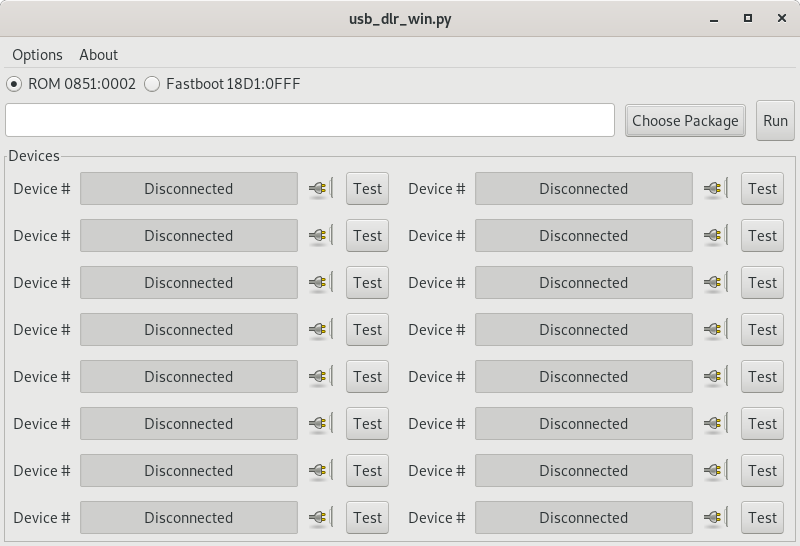 usb_dlr_win.py
Options About
ROM 0851:0002 Fastboot 18D1:0FFF
Choose Package Run
Devices
Device # Disconnected Test Device # Disconnected Test
Device # Disconnected Test Device # Disconnected Test
Device # Disconnected Test Device # Disconnected Test
Device # Disconnected Test Device # Disconnected Test
Device # Disconnected Test Device # Disconnected Test
Device # Disconnected Test Device # Disconnected Test
Device # Disconnected Test Device # Disconnected Test
Device # Disconnected Test Device # Disconnected Test